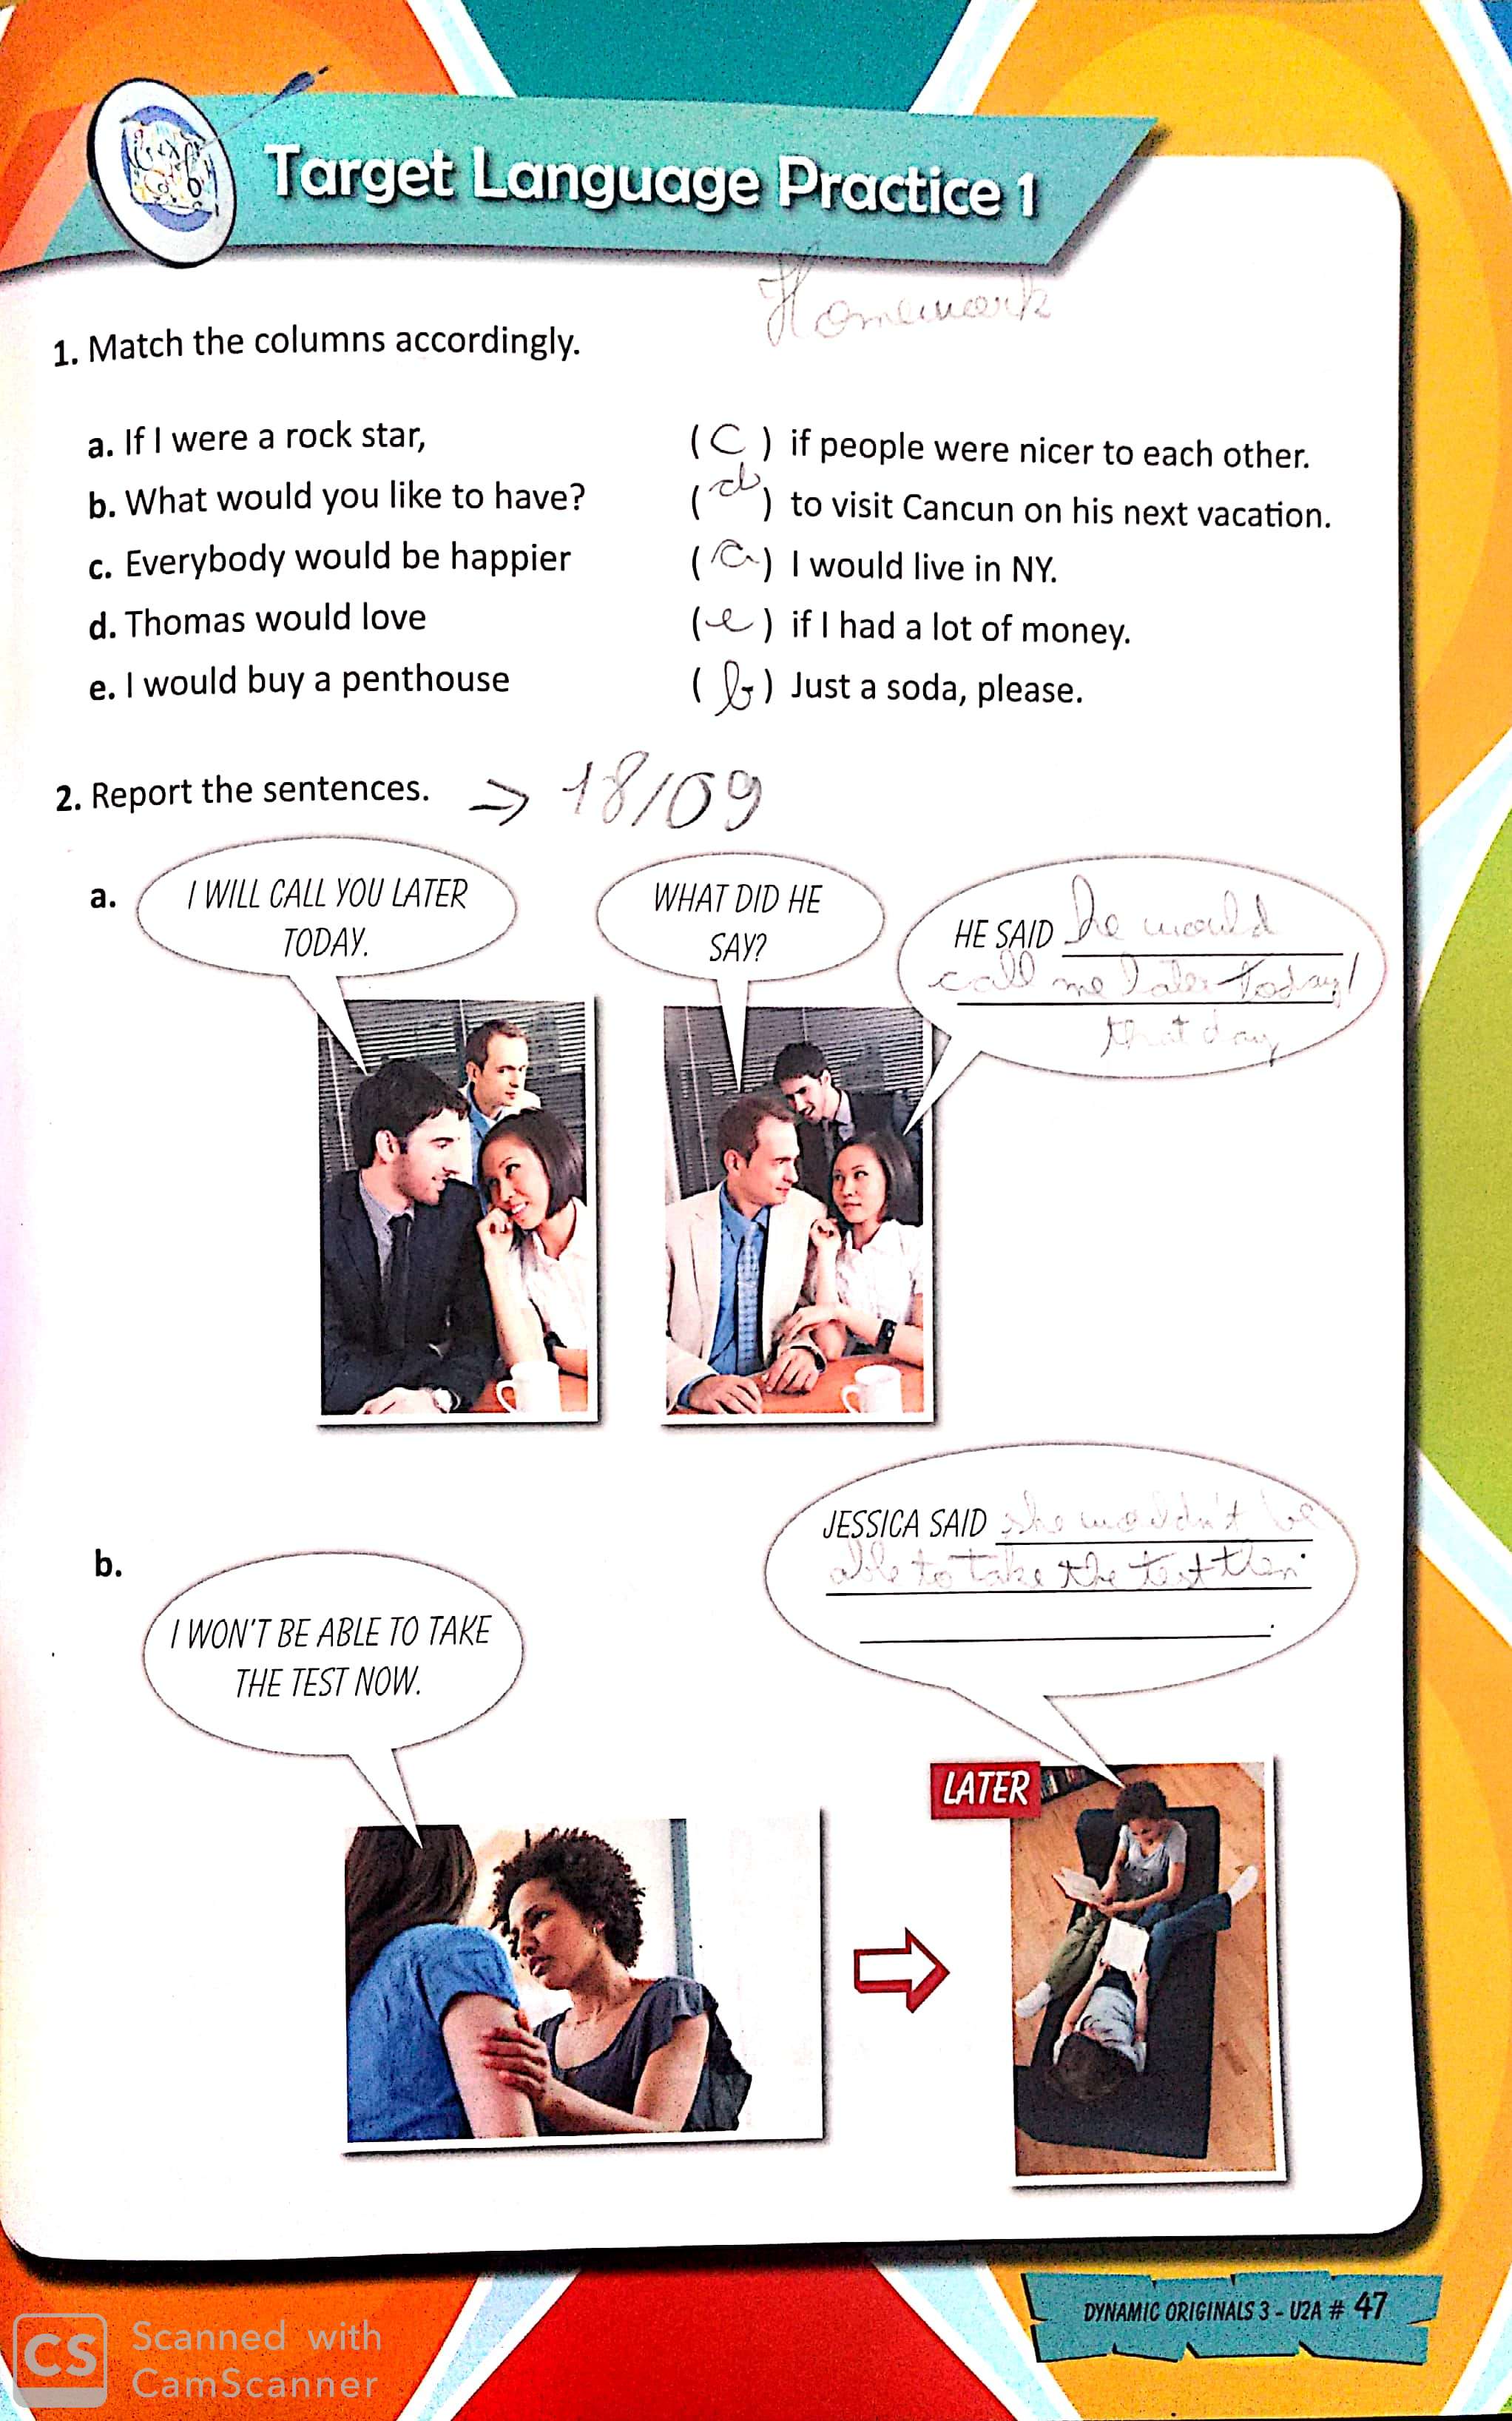 Target Language Practice 1
Homework
1. Match the columns accordingly.
a. If I were a rock star,
( c ) if people were nicer to each other.
b. What would you like to have?
( d ) to visit Cancun on his next vacation.
c. Everybody would be happier
( a ) I would live in NY.
d. Thomas would love
( e ) if I had a lot of money.
e. I would buy a penthouse
( b ) Just a soda, please.
2. Report the sentences. => 18/09
a.
I WILL CALL YOU LATER
TODAY.
WHAT DID HE
SAY?
HE SAID he would
call me later today/
that day
b.
I WON'T BE ABLE TO TAKE
THE TEST NOW.
JESSICA SAID she wouldn't be
able to take the test then.
LATER
DYNAMIC ORIGINALS 3 - U2A # 47
CS
Scanned with
CamScanner